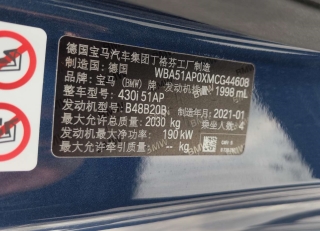 德国宝马汽车集团丁格芬工厂制造
制造国：德国 WBA51AP0XMCG44608
品牌：宝马 (BMW) 发动机排量 1998 mL
整车型号：430i 51AP
发动机型号：B48B20B 制造年月：2021-01
最大允许总质量：2030 kg 乘坐人数：4
发动机最大净功率：190 kW
最大允许牵引质量：-- kg